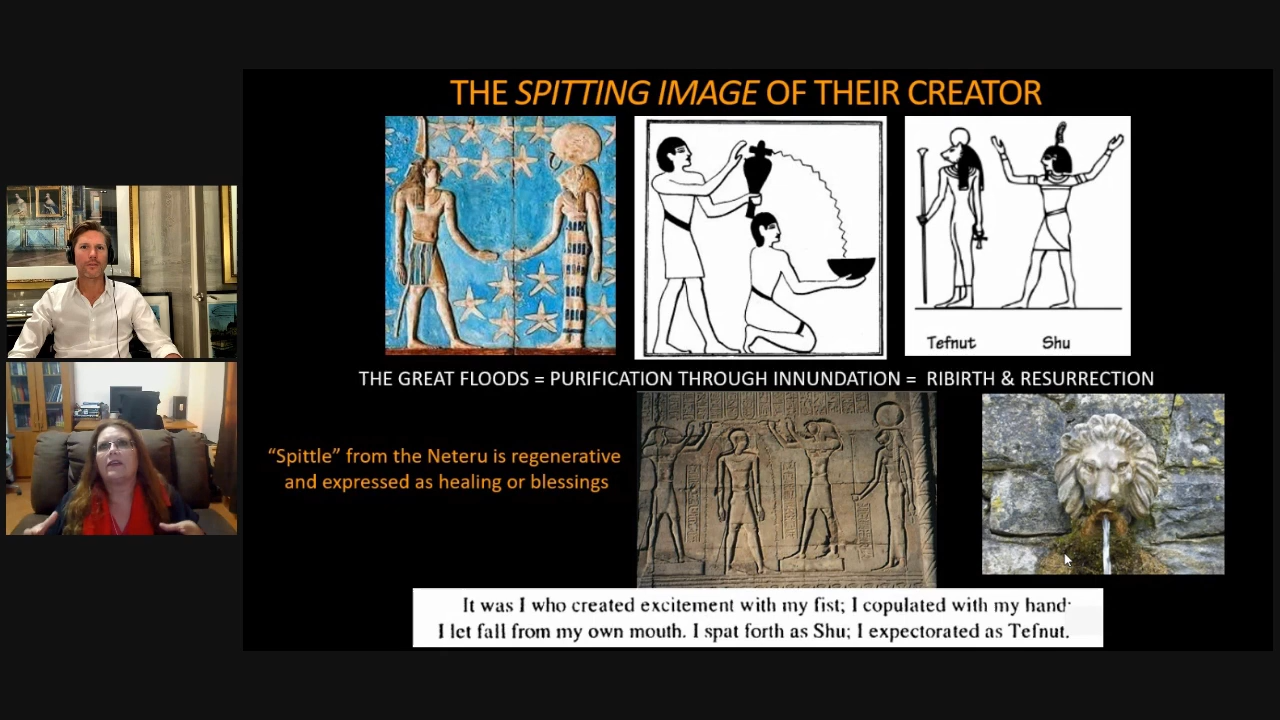 THE SPITTING IMAGE OF THEIR CREATOR
Tefnut Shu
THE GREAT FLOODS = PURIFICATION THROUGH INNUNDATION = RIBIRTH & RESURRECTION
“Spittle” from the Neteru is regenerative
and expressed as healing or blessings
It was I who created excitement with my fist; I copulated with my hand
I let fall from my own mouth. I spat forth as Shu; I expectorated as Tefnut.